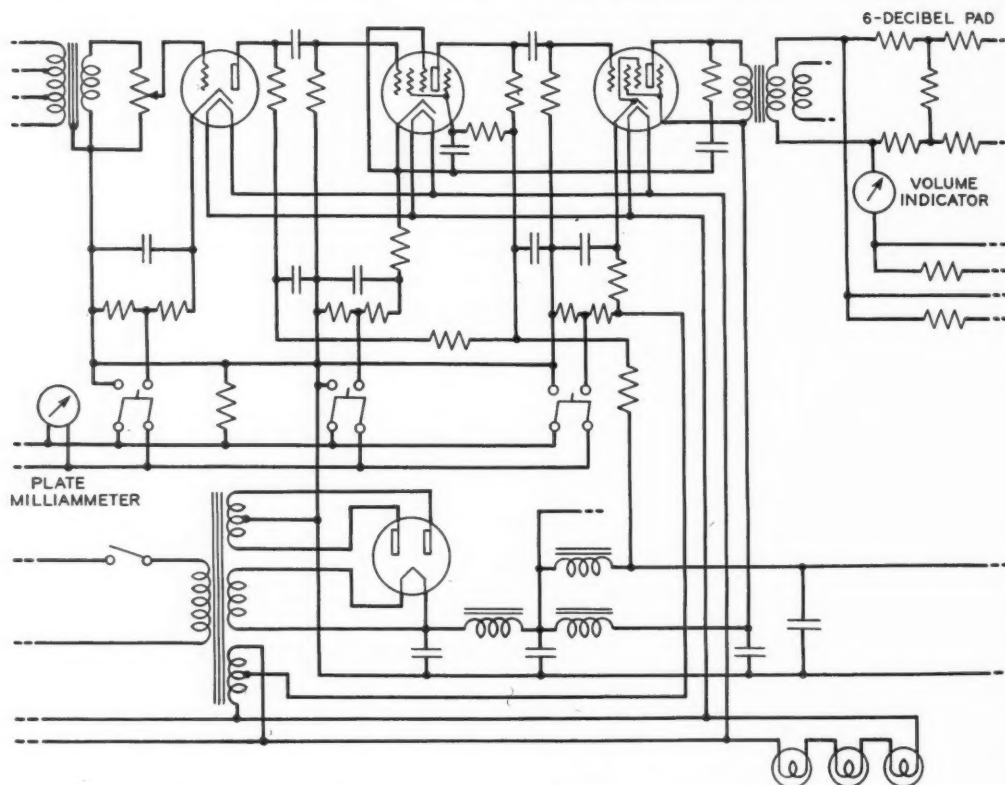 6-DECIBEL PAD
VOLUME
INDICATOR
PLATE
MILLIAMMETER